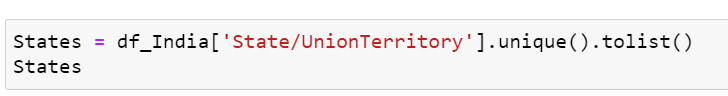 States = df_India['State/UnionTerritory'].unique().tolist()
States